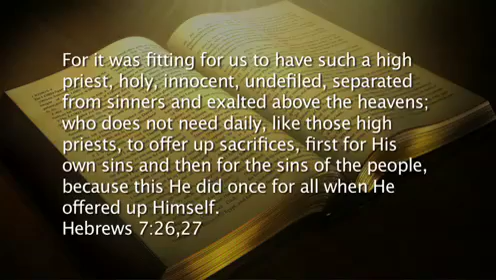 For it was fitting for us to have such a high
priest, holy, innocent, undefiled, separated
from sinners and exalted above the heavens;
who does not need daily, like those high
priests, to offer up sacrifices, first for His
own sins and then for the sins of the people,
because this He did once for all when He
offered up Himself.
Hebrews 7:26,27